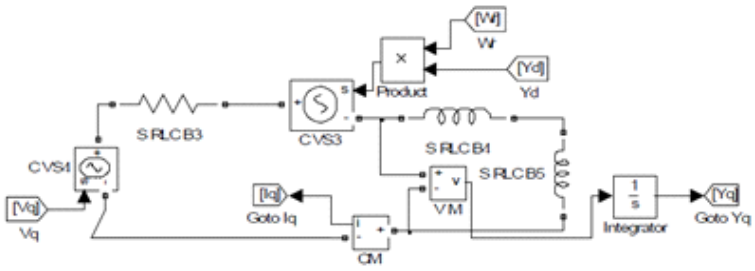 [Wr]
Wr
×
[Yd]
Product
Yd
s
+
-
SRLCB3
CVS3
SRLCB4
CVS4
SRLCB5
[Vq]
Vq
[Iq]
Goto Iq
+
-
v
VM
i
+
-
CM
1
s
Integrator
[Yq]
Goto Yq